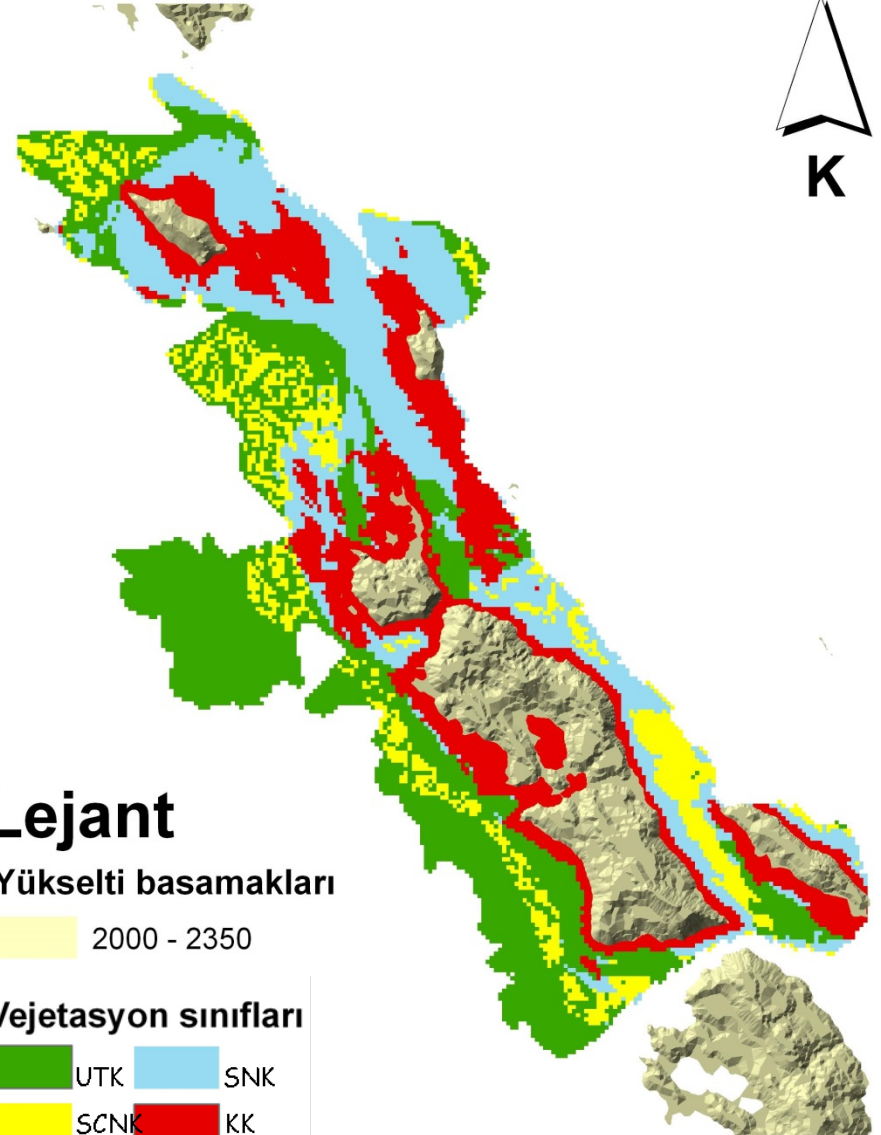 K
Lejant
Yükselti basamakları
2000 - 2350
Vejetasyon sınıfları
UTK SNK
SCNK KK